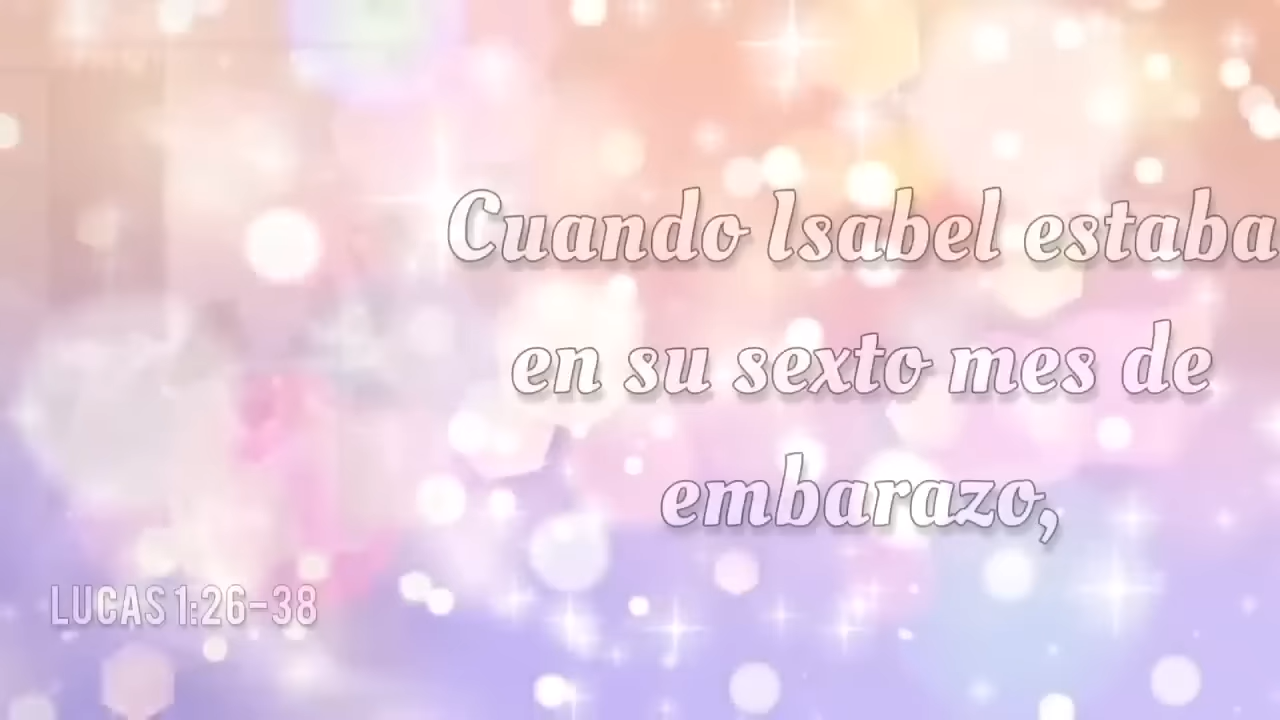 Cuando Isabel estaba
en su sexto mes de
embarazo,
LUCAS 1:26-38